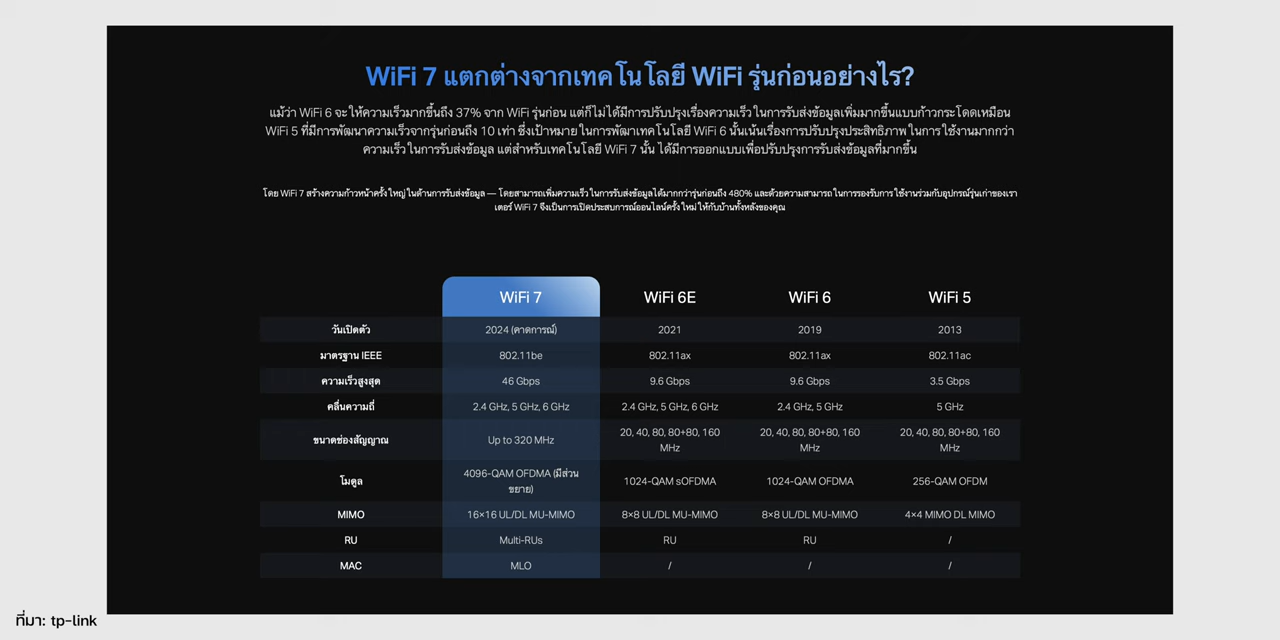 WiFi 7 แตกต่างจากเทคโนโลยี WiFi รุ่นก่อนอย่างไร?
แม้ว่า WiFi 6 จะให้ความเร็วมากขึ้นถึง 37% จาก WiFi รุ่นก่อน แต่ก็ไม่ได้มีการปรับปรุงเรื่องความเร็วในการรับส่งข้อมูลเพิ่มมากขึ้นแบบก้าวกระโดดเหมือน
WiFi 5 ที่มีการพัฒนาความเร็วจากรุ่นก่อนถึง 10 เท่า ซึ่งเป้าหมายในการพัฒาเทคโนโลยี WiFi 6 นั้นเน้นเรื่องการปรับปรุงประสิทธิภาพในการใช้งานมากกว่า
ความเร็วในการรับส่งข้อมูล แต่สำหรับเทคโนโลยี WiFi 7 นั้น ได้มีการออกแบบเพื่อปรับปรุงการรับส่งข้อมูลที่มากขึ้น
โดย WiFi 7 สร้างความก้าวหน้าครั้งใหญ่ในด้านการรับส่งข้อมูล — โดยสามารถเพิ่มความเร็วในการรับส่งข้อมูลได้มากกว่ารุ่นก่อนถึง 480% และด้วยความสามารถในการรองรับการใช้งานร่วมกับอุปกรณ์รุ่นเก่าของเรา
เตอร์ WiFi 7 จึงเป็นการเปิดประสบการณ์ออนไลน์ครั้งใหม่ให้กับบ้านทั้งหลังของคุณ
WiFi 7 WiFi 6E WiFi 6 WiFi 5
วันเปิดตัว 2024 (คาดการณ์) 2021 2019 2013
มาตรฐาน IEEE 802.11be 802.11ax 802.11ax 802.11ac
ความเร็วสูงสุด 46 Gbps 9.6 Gbps 9.6 Gbps 3.5 Gbps
คลื่นความถี่ 2.4 GHz, 5 GHz, 6 GHz 2.4 GHz, 5 GHz, 6 GHz 2.4 GHz, 5 GHz 5 GHz
ขนาดช่องสัญญาณ Up to 320 MHz 20, 40, 80, 80+80, 160 MHz 20, 40, 80, 80+80, 160 MHz 20, 40, 80, 80+80, 160 MHz
โมดูล 4096-QAM OFDMA (มีส่วนขยาย) 1024-QAM sOFDMA 1024-QAM OFDMA 256-QAM OFDM
MIMO 16×16 UL/DL MU-MIMO 8×8 UL/DL MU-MIMO 8×8 UL/DL MU-MIMO 4×4 MIMO DL MIMO
RU Multi-RUs RU RU /
MAC MLO / / /
ที่มา: tp-link